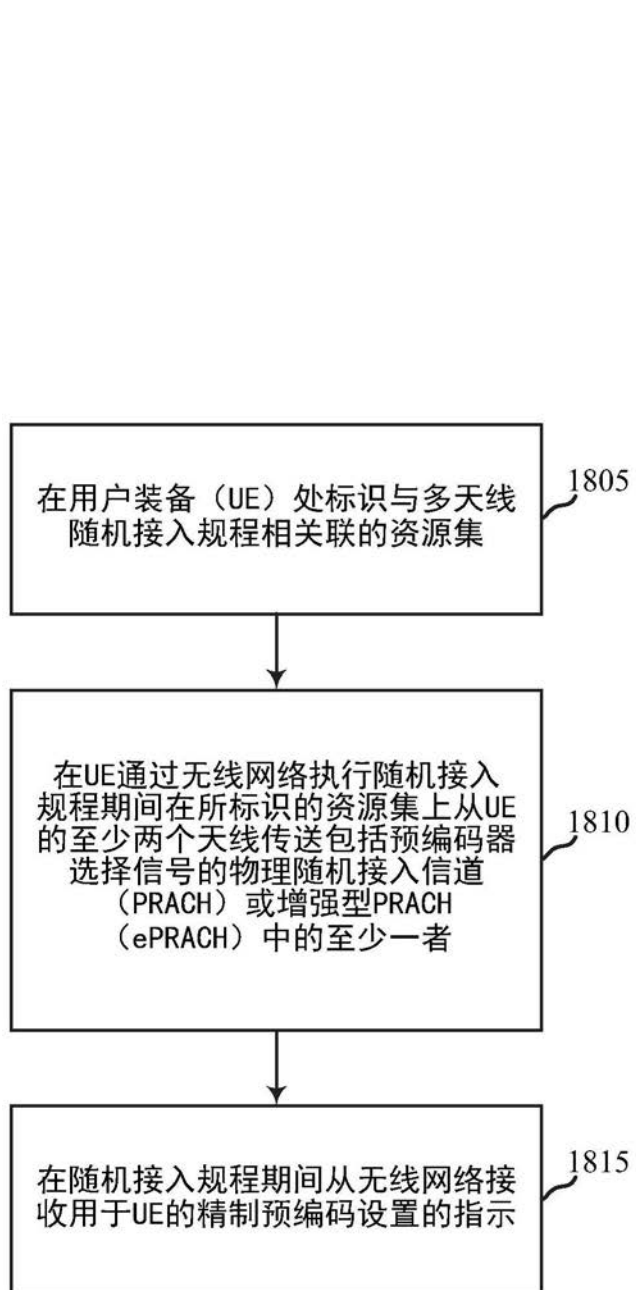 在用户装备（UE）处标识与多天线
随机接入规程相关联的资源集
1805
在UE通过无线网络执行随机接入
规程期间在所标识的资源集上从UE
的至少两个天线传送包括预编码器
选择信号的物理随机接入信道
（PRACH）或增强型PRACH
（ePRACH）中的至少一者
1810
在随机接入规程期间从无线网络接
收用于UE的精制预编码设置的指示
1815